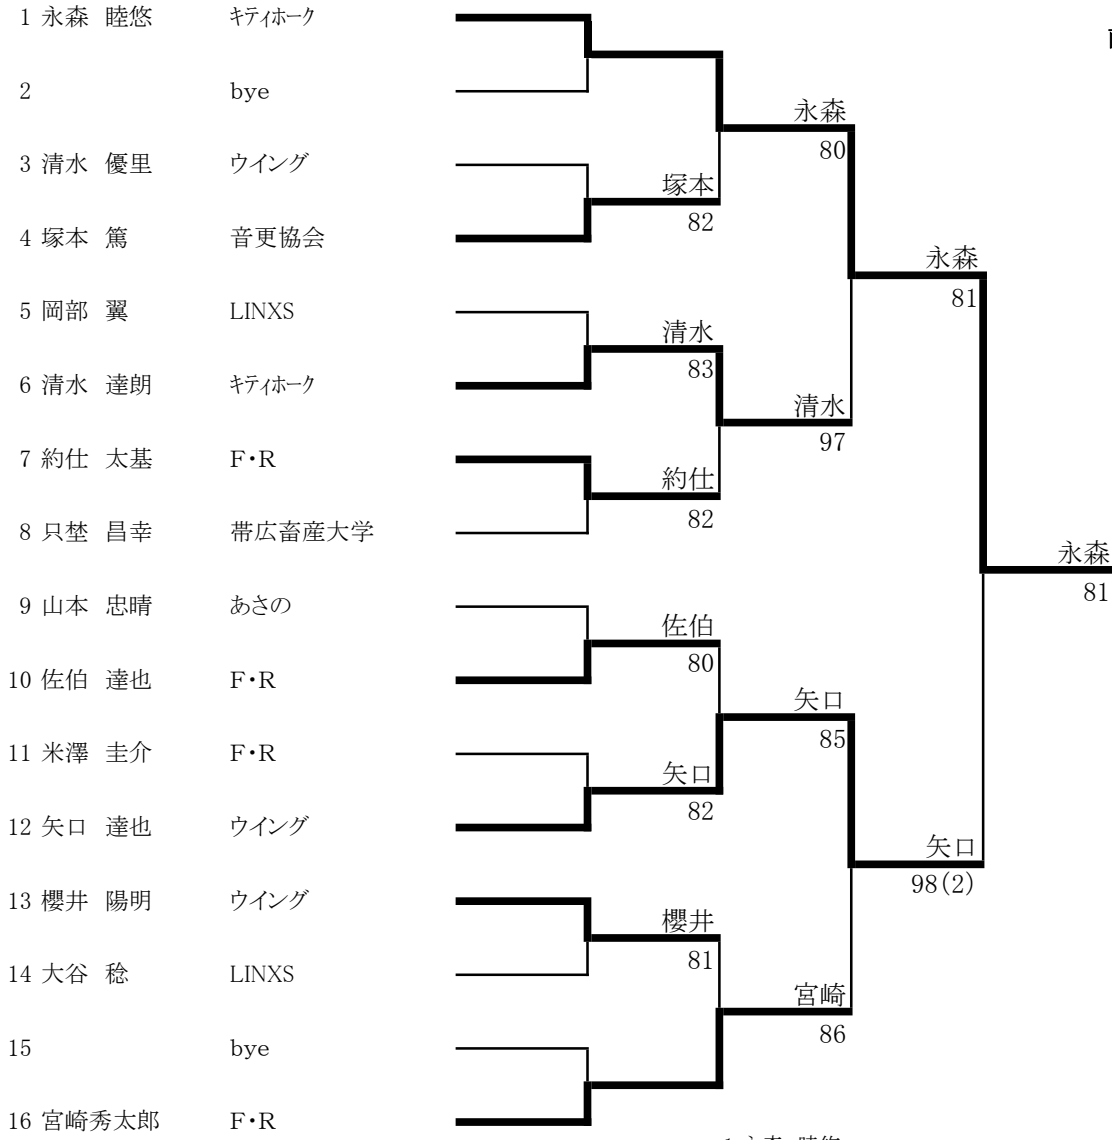 1 永森 睦悠 キティホーク
2 bye
永森
80
3 清水 優里 ウイング
塚本
82
4 塚本 篤 音更協会
永森
81
5 岡部 翼 LINXS
清水
83
6 清水 達朗 キティホーク
清水
97
7 約仕 太基 F・R
約仕
82
8 只埜 昌幸 帯広畜産大学
永森
81
9 山本 忠晴 あさの
佐伯
80
10 佐伯 達也 F・R
矢口
85
11 米澤 圭介 F・R
矢口
82
12 矢口 達也 ウイング
矢口
98(2)
13 櫻井 陽明 ウイング
櫻井
81
14 大谷 稔 LINXS
宮崎
86
15 bye
16 宮崎秀太郎 F・R